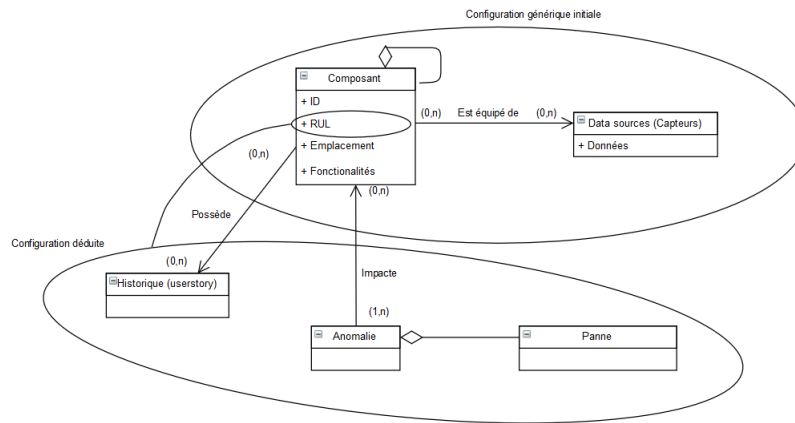 Configuration générique initiale
Composant
+ ID
+ RUL
+ Emplacement
+ Fonctionalités
(0,n)
Est équipé de
(0,n)
Data sources (Capteurs)
+ Données
(0,n)
(0,n)
Possède
Configuration déduite
(0,n)
Historique (userstory)
Impacte
(1,n)
Anomalie
Panne